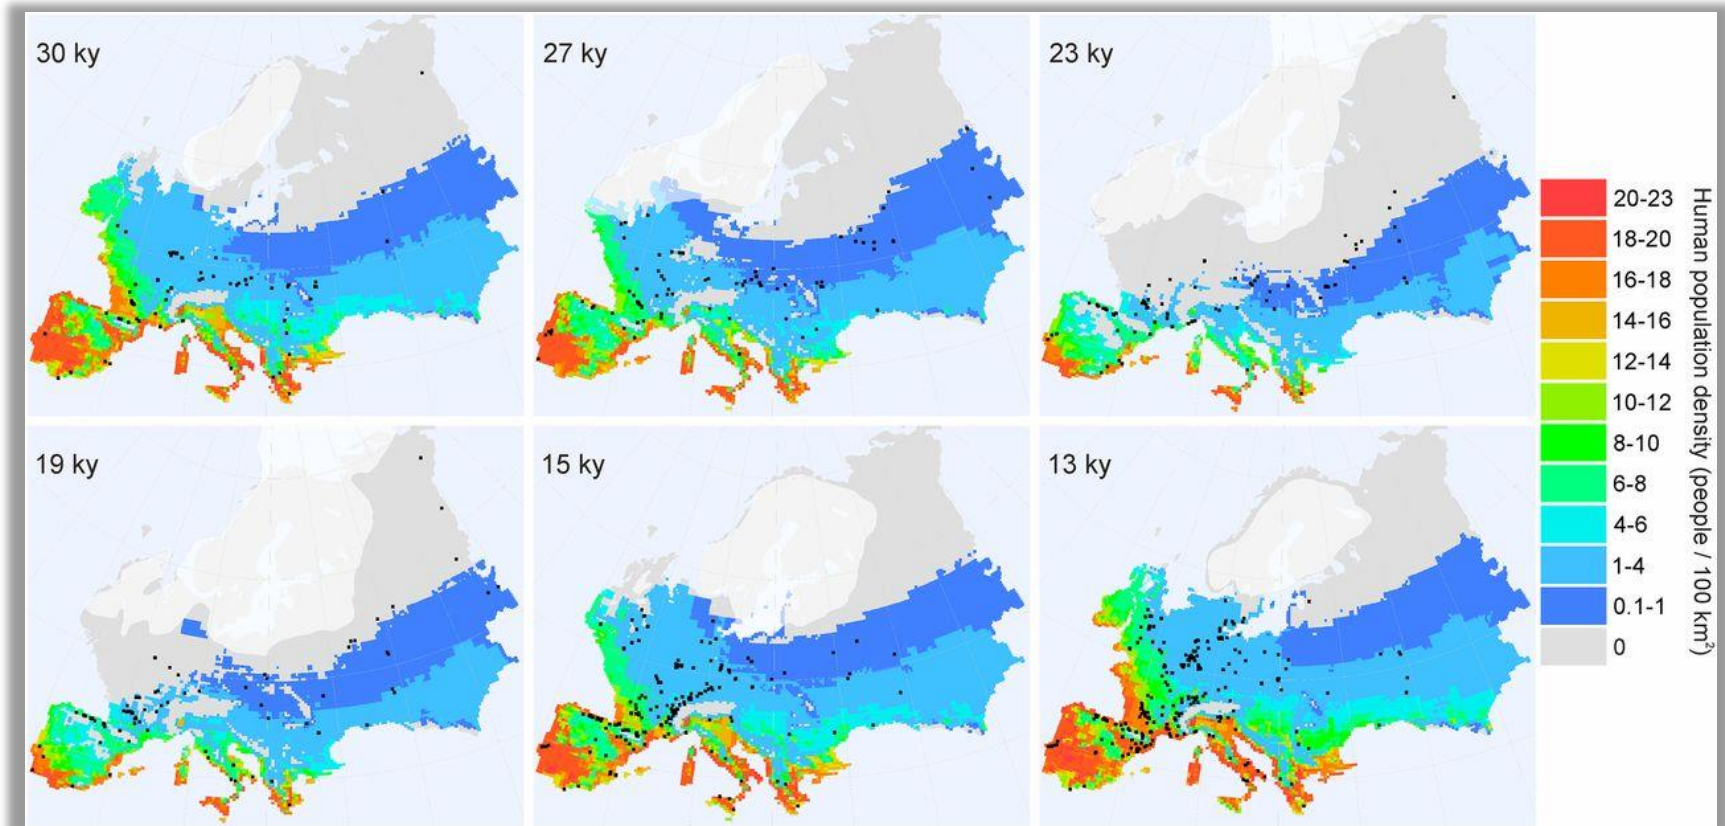 30 ky
27 ky
23 ky
19 ky
15 ky
13 ky
20-23
18-20
16-18
14-16
12-14
10-12
8-10
6-8
4-6
1-4
0.1-1
0
Human population density (people / 100 km²)